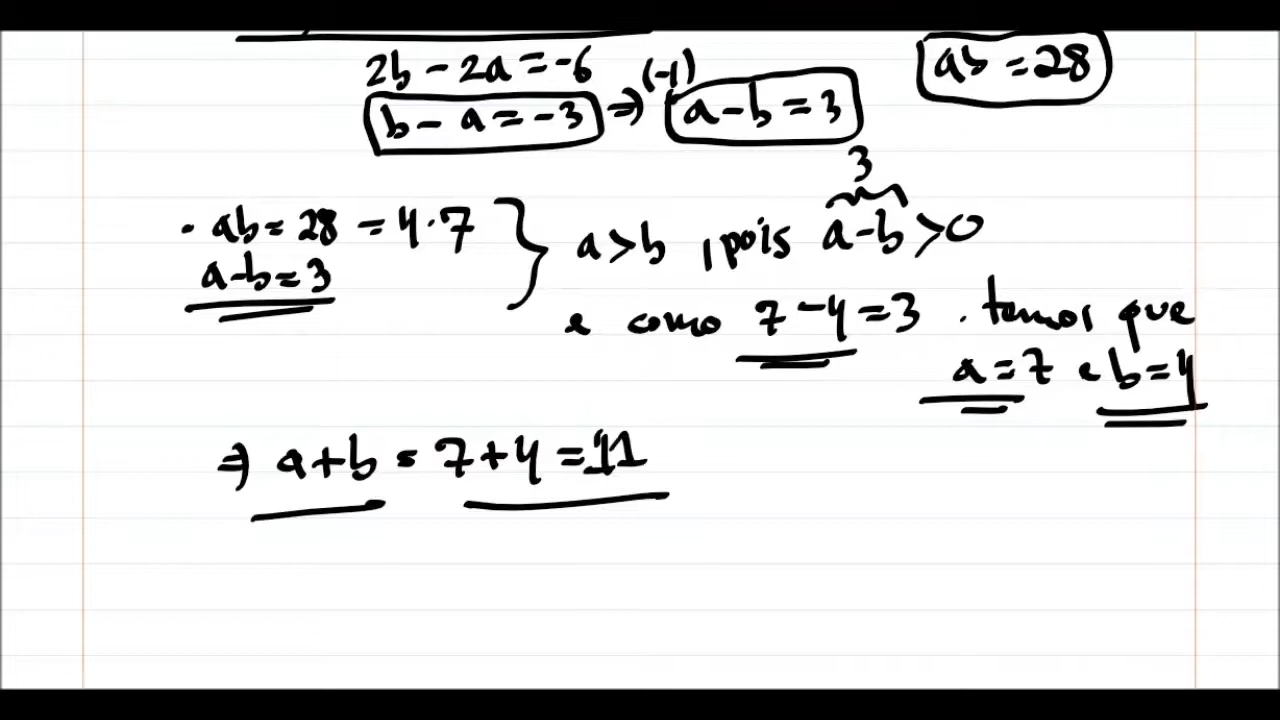 2b - 2a = -6
ab = 28
b - a = -3 ⇒ (-1) a - b = 3
3
· ab = 28 = 4·7 } a > b , pois a-b > 0
a-b = 3
e como 7 - 4 = 3 . temos que
a = 7 e b = 4
⇒ a+b = 7+4 = 11